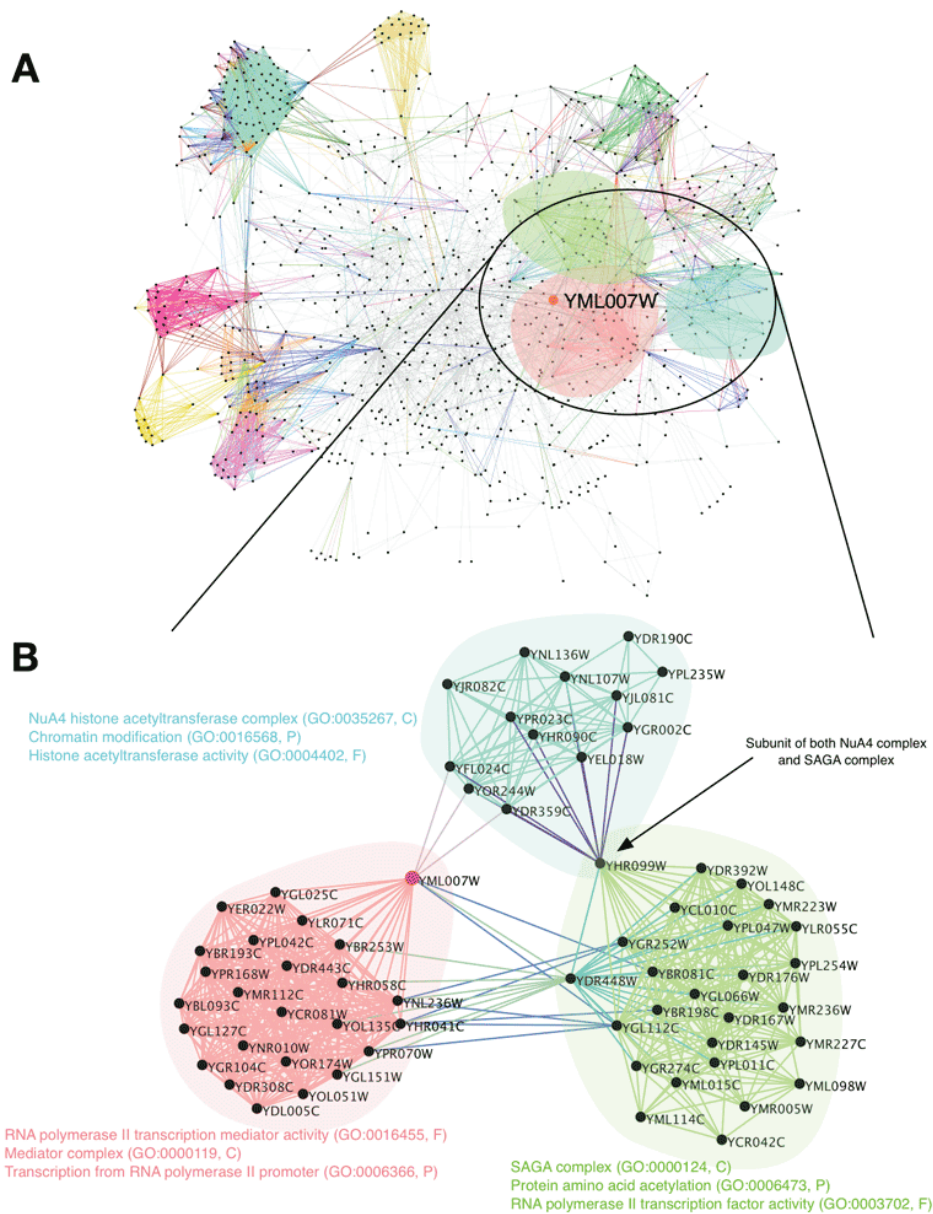 A
YML007W
B
YDR190C
YNL136W
YNL107W
YPL235W
YJR082C
YJL081C
NuA4 histone acetyltransferase complex (GO:0035267, C)
Chromatin modification (GO:0016568, P)
Histone acetyltransferase activity (GO:0004402, F)
YPR023C
YHR090C
YGR002C
Subunit of both NuA4 complex
and SAGA complex
YFL024C
YEL018W
YOR244W
YDR359C
YHR099W
YML007W
YDR392W
YGL025C
YOL148C
YER022W
YLR071C
YCL010C
YMR223W
YPL047W
YLR055C
YBR193C
YPL042C
YBR253W
YGR252W
YPR168W
YDR443C
YHR058C
YDR448W
YBR081C
YDR176W
YPL254W
YBL093C
YMR112C
YNL236W
YGL066W
YCR081W
YBR198C
YMR236W
YGL127C
YOL135C
YHR041C
YGL112C
YDR167W
YNR010W
YPR070W
YDR145W
YMR227C
YGR104C
YOR174W
YGL151W
YGR274C
YPL011C
YDR308C
YOL051W
YML015C
YML098W
YDL005C
YML114C
YMR005W
YCR042C
RNA polymerase II transcription mediator activity (GO:0016455, F)
Mediator complex (GO:0000119, C)
Transcription from RNA polymerase II promoter (GO:0006366, P)
SAGA complex (GO:0000124, C)
Protein amino acid acetylation (GO:0006473, P)
RNA polymerase II transcription factor activity (GO:0003702, F)